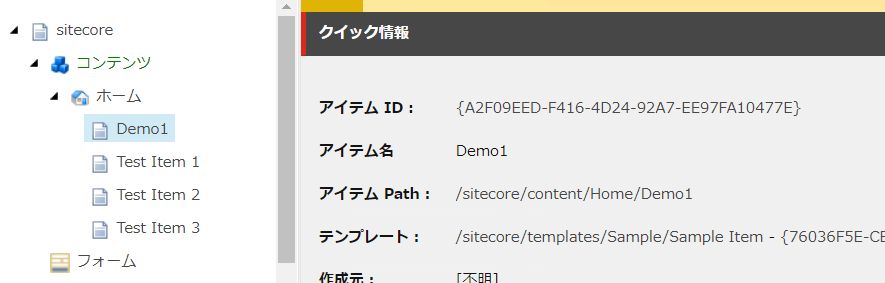 sitecore
コンテンツ
ホーム
Demo1
Test Item 1
Test Item 2
Test Item 3
フォーム
クイック情報
アイテム ID : {A2F09EED-F416-4D24-92A7-EE97FA10477E}
アイテム名 Demo1
アイテム Path : /sitecore/content/Home/Demo1
テンプレート : /sitecore/templates/Sample/Sample Item - {76036F5E-CE
作成元 : [不明]